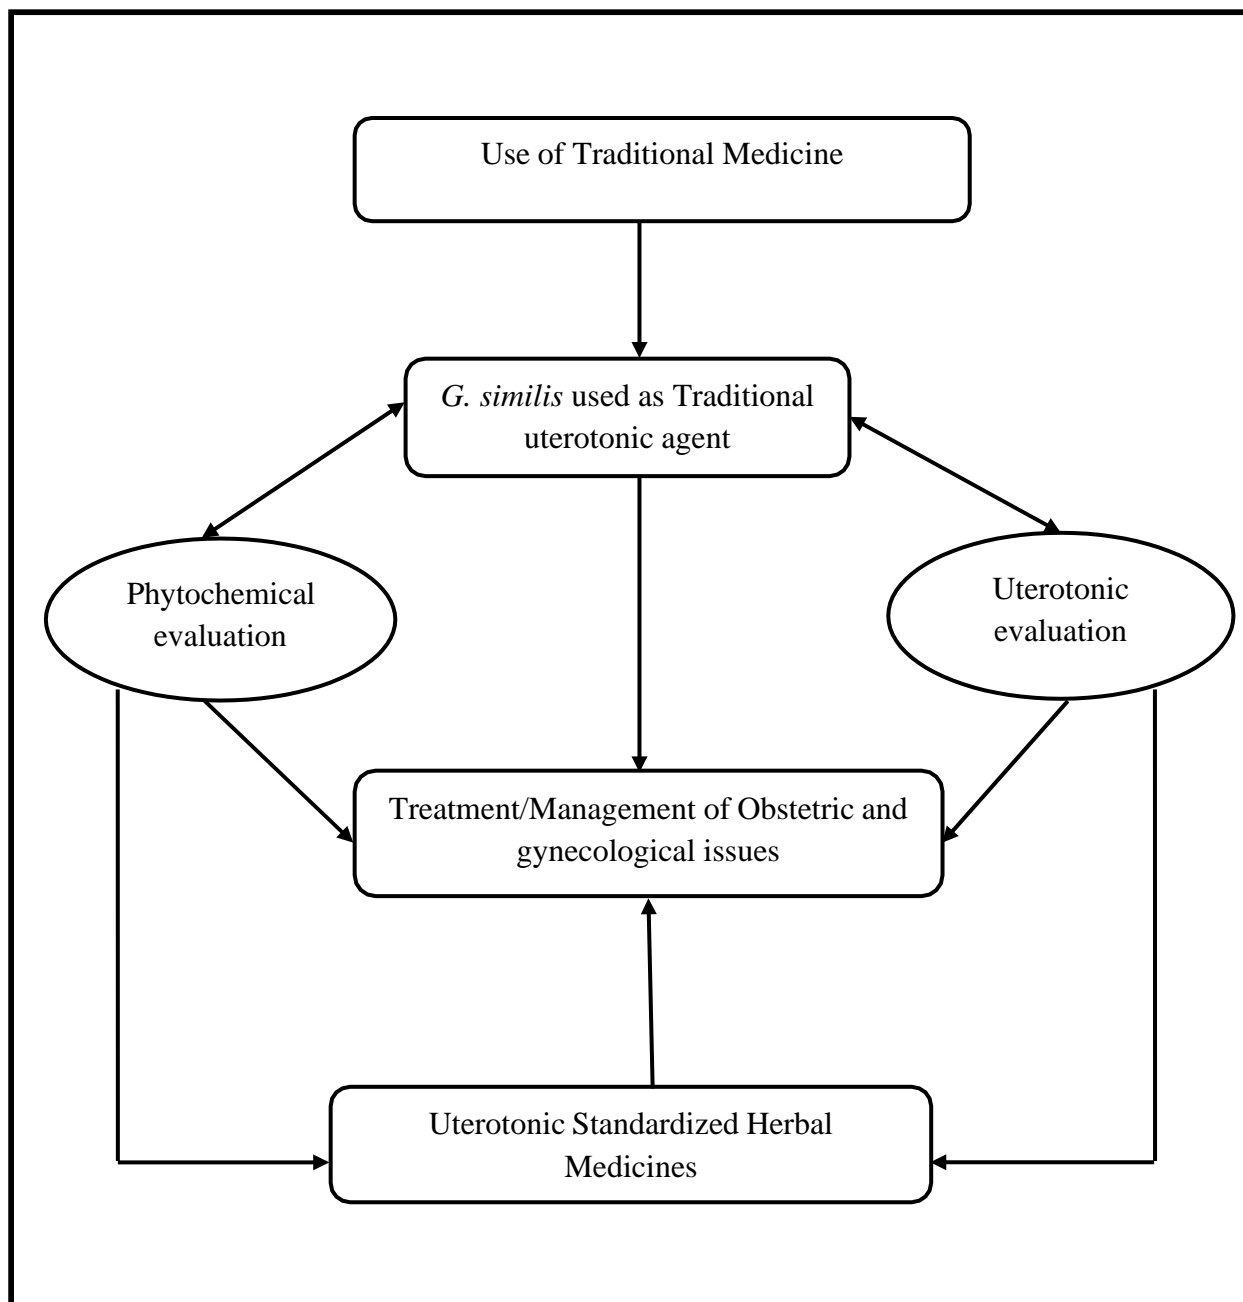 Use of Traditional Medicine
G. similis used as Traditional
uterotonic agent
Phytochemical
evaluation
Uterotonic
evaluation
Treatment/Management of Obstetric and
gynecological issues
Uterotonic Standardized Herbal
Medicines